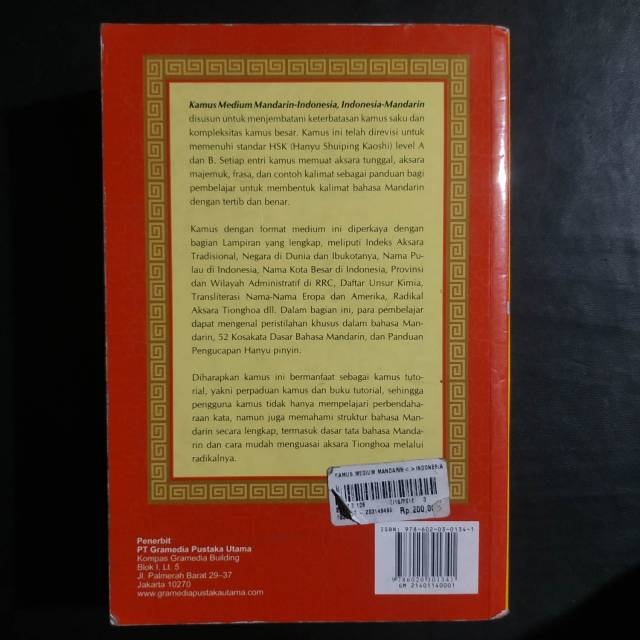 Kamus Medium Mandarin-Indonesia, Indonesia-Mandarin
disusun untuk menjembatani keterbatasan kamus saku dan
kompleksitas kamus besar. Kamus ini telah direvisi untuk
memenuhi standar HSK (Hanyu Shuiping Kaoshi) level A
dan B. Setiap entri kamus memuat aksara tunggal, aksara
majemuk, frasa, dan contoh kalimat sebagai panduan bagi
pembelajar untuk membentuk kalimat bahasa Mandarin
dengan tertib dan benar.
Kamus dengan format medium ini diperkaya dengan
bagian Lampiran yang lengkap, meliputi Indeks Aksara
Tradisional, Negara di Dunia dan Ibukotanya, Nama Pu-
lau di Indonesia, Nama Kota Besar di Indonesia, Provinsi
dan Wilayah Administratif di RRC, Daftar Unsur Kimia,
Transliterasi Nama-Nama Eropa dan Amerika, Radikal
Aksara Tionghoa dll. Dalam bagian ini, para pembelajar
dapat mengenal peristilahan khusus dalam bahasa Man-
darin, 52 Kosakata Dasar Bahasa Mandarin, dan Panduan
Pengucapan Hanyu pinyin.
Diharapkan kamus ini bermanfaat sebagai kamus tuto-
rial, yakni perpaduan kamus dan buku tutorial, sehingga
pengguna kamus tidak hanya mempelajari perbendaha-
raan kata, namun juga memahami struktur bahasa Man-
darin secara lengkap, termasuk dasar tata bahasa Manda-
rin dan cara mudah menguasai aksara Tionghoa melalui
radikalnya.
KAMUS MEDIUM MANDARIN<>INDONESIA
Rp. 200,00
Penerbit
PT Gramedia Pustaka Utama
Kompas Gramedia Building
Blok I, Lt. 5
Jl. Palmerah Barat 29-37
Jakarta 10270
www.gramediapustakautama.com
ISBN: 978-602-03-0134-1
9 786020 301341
GM 21401140001